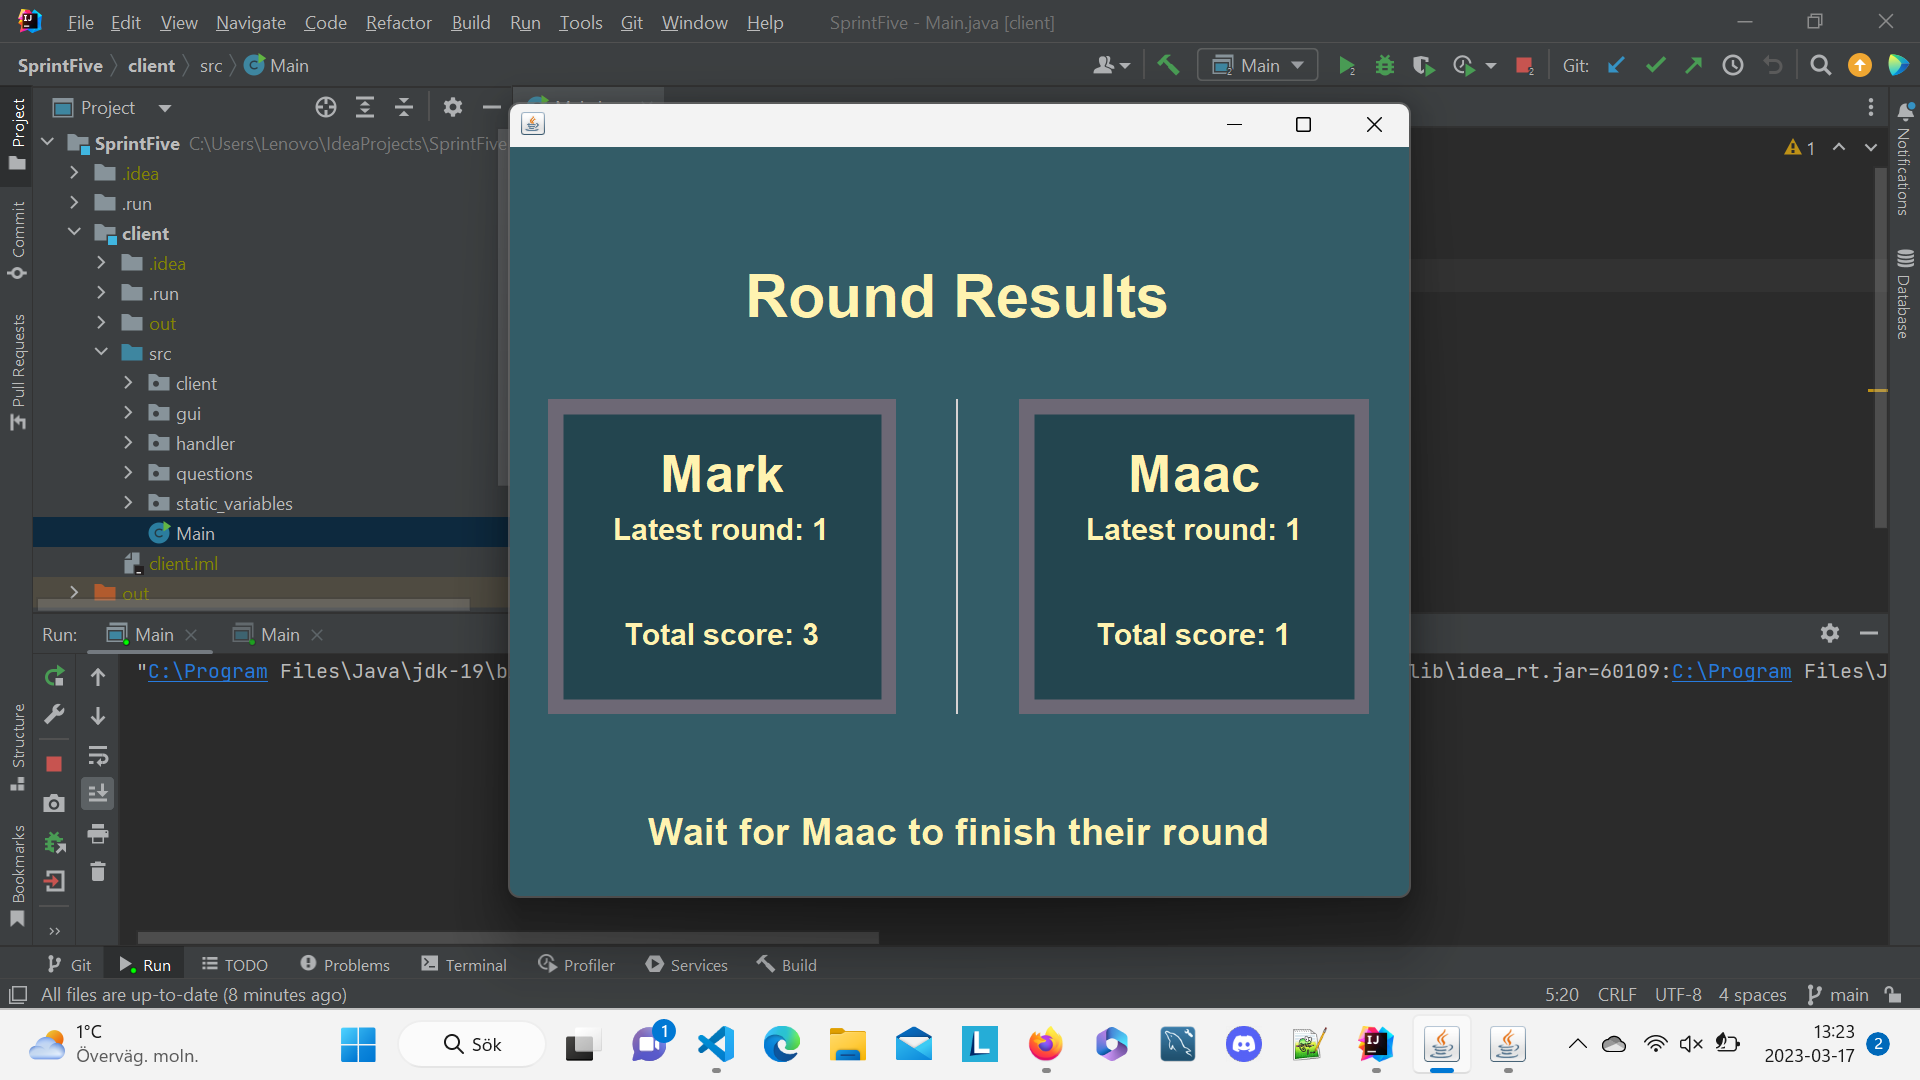 File Edit View Navigate Code Refactor Build Run Tools Git Window Help SprintFive - Main.java [client]
SprintFive client src Main
Main
Git:
Project
SprintFive C:\Users\Lenovo\IdeaProjects\SprintFive
.idea
.run
client
.idea
.run
out
src
client
gui
handler
questions
static_variables
Main
client.iml
out
Project
Commit
Pull Requests
Structure
Bookmarks
1
Notifications
Database
Round Results
Mark
Latest round: 1
Total score: 3
Maac
Latest round: 1
Total score: 1
Wait for Maac to finish their round
Run: Main Main
"C:\Program Files\Java\jdk-19\b
lib\idea_rt.jar=60109:C:\Program Files\J
Git Run TODO Problems Terminal Profiler Services Build
All files are up-to-date (8 minutes ago)
5:20 CRLF UTF-8 4 spaces main
1°C
Överväg. moln.
Sök
1
13:23
2023-03-17
2